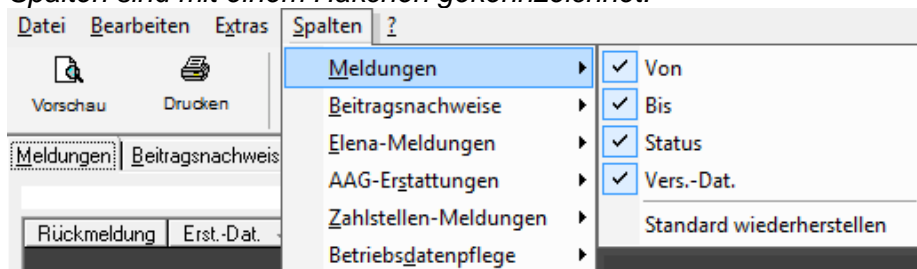 Spalten sind mit einem Häkchen gekennzeichnet.
Datei Bearbeiten Extras Spalten ?
Vorschau Drucken
Meldungen Beitragsnachweis
Rückmeldung Erst.-Dat.
Meldungen
Beitragsnachweise
Elena-Meldungen
AAG-Erstattungen
Zahlstellen-Meldungen
Betriebsdatenpflege
Von
Bis
Status
Vers.-Dat.
Standard wiederherstellen